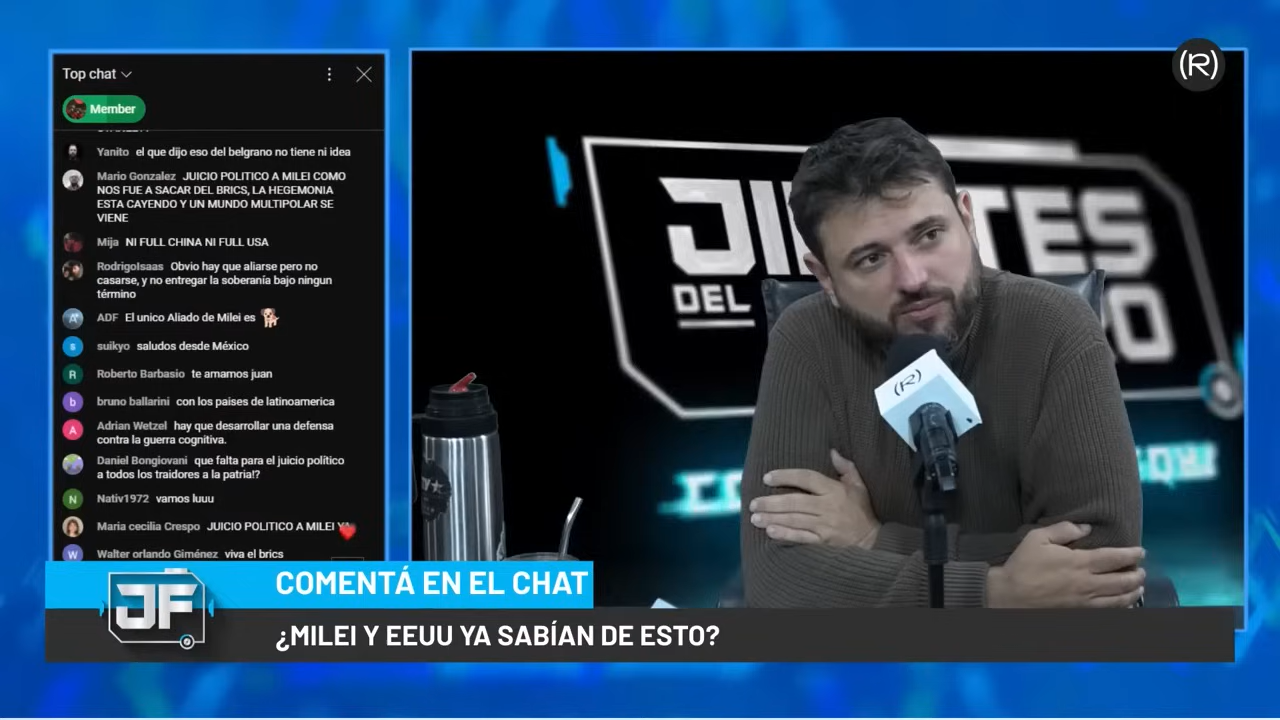 Top chat
Member
Yanito el que dijo eso del belgrano no tiene ni idea
Mario Gonzalez JUICIO POLITICO A MILEI COMO
NOS FUE A SACAR DEL BRICS, LA HEGEMONIA
ESTA CAYENDO Y UN MUNDO MULTIPOLAR SE
VIENE
Mija NI FULL CHINA NI FULL USA
RodrigoIsaas Obvio hay que aliarse pero no
casarse, y no entregar la soberanía bajo ningun
término
ADF El unico Aliado de Milei es
suikyo saludos desde México
Roberto Barbasio te amamos juan
bruno ballarini con los paises de latinoamerica
Adrian Wetzel hay que desarrollar una defensa
contra la guerra cognitiva.
Daniel Bongiovani que falta para el juicio político
a todos los traidores a la patria!?
Nativ1972 vamos luuu
Maria cecilia Crespo JUICIO POLITICO A MILEI
Walter orlando Giménez viva el brics
(R)
DEL
(R)
JF
COMENTÁ EN EL CHAT
¿MILEI Y EEUU YA SABÍAN DE ESTO?